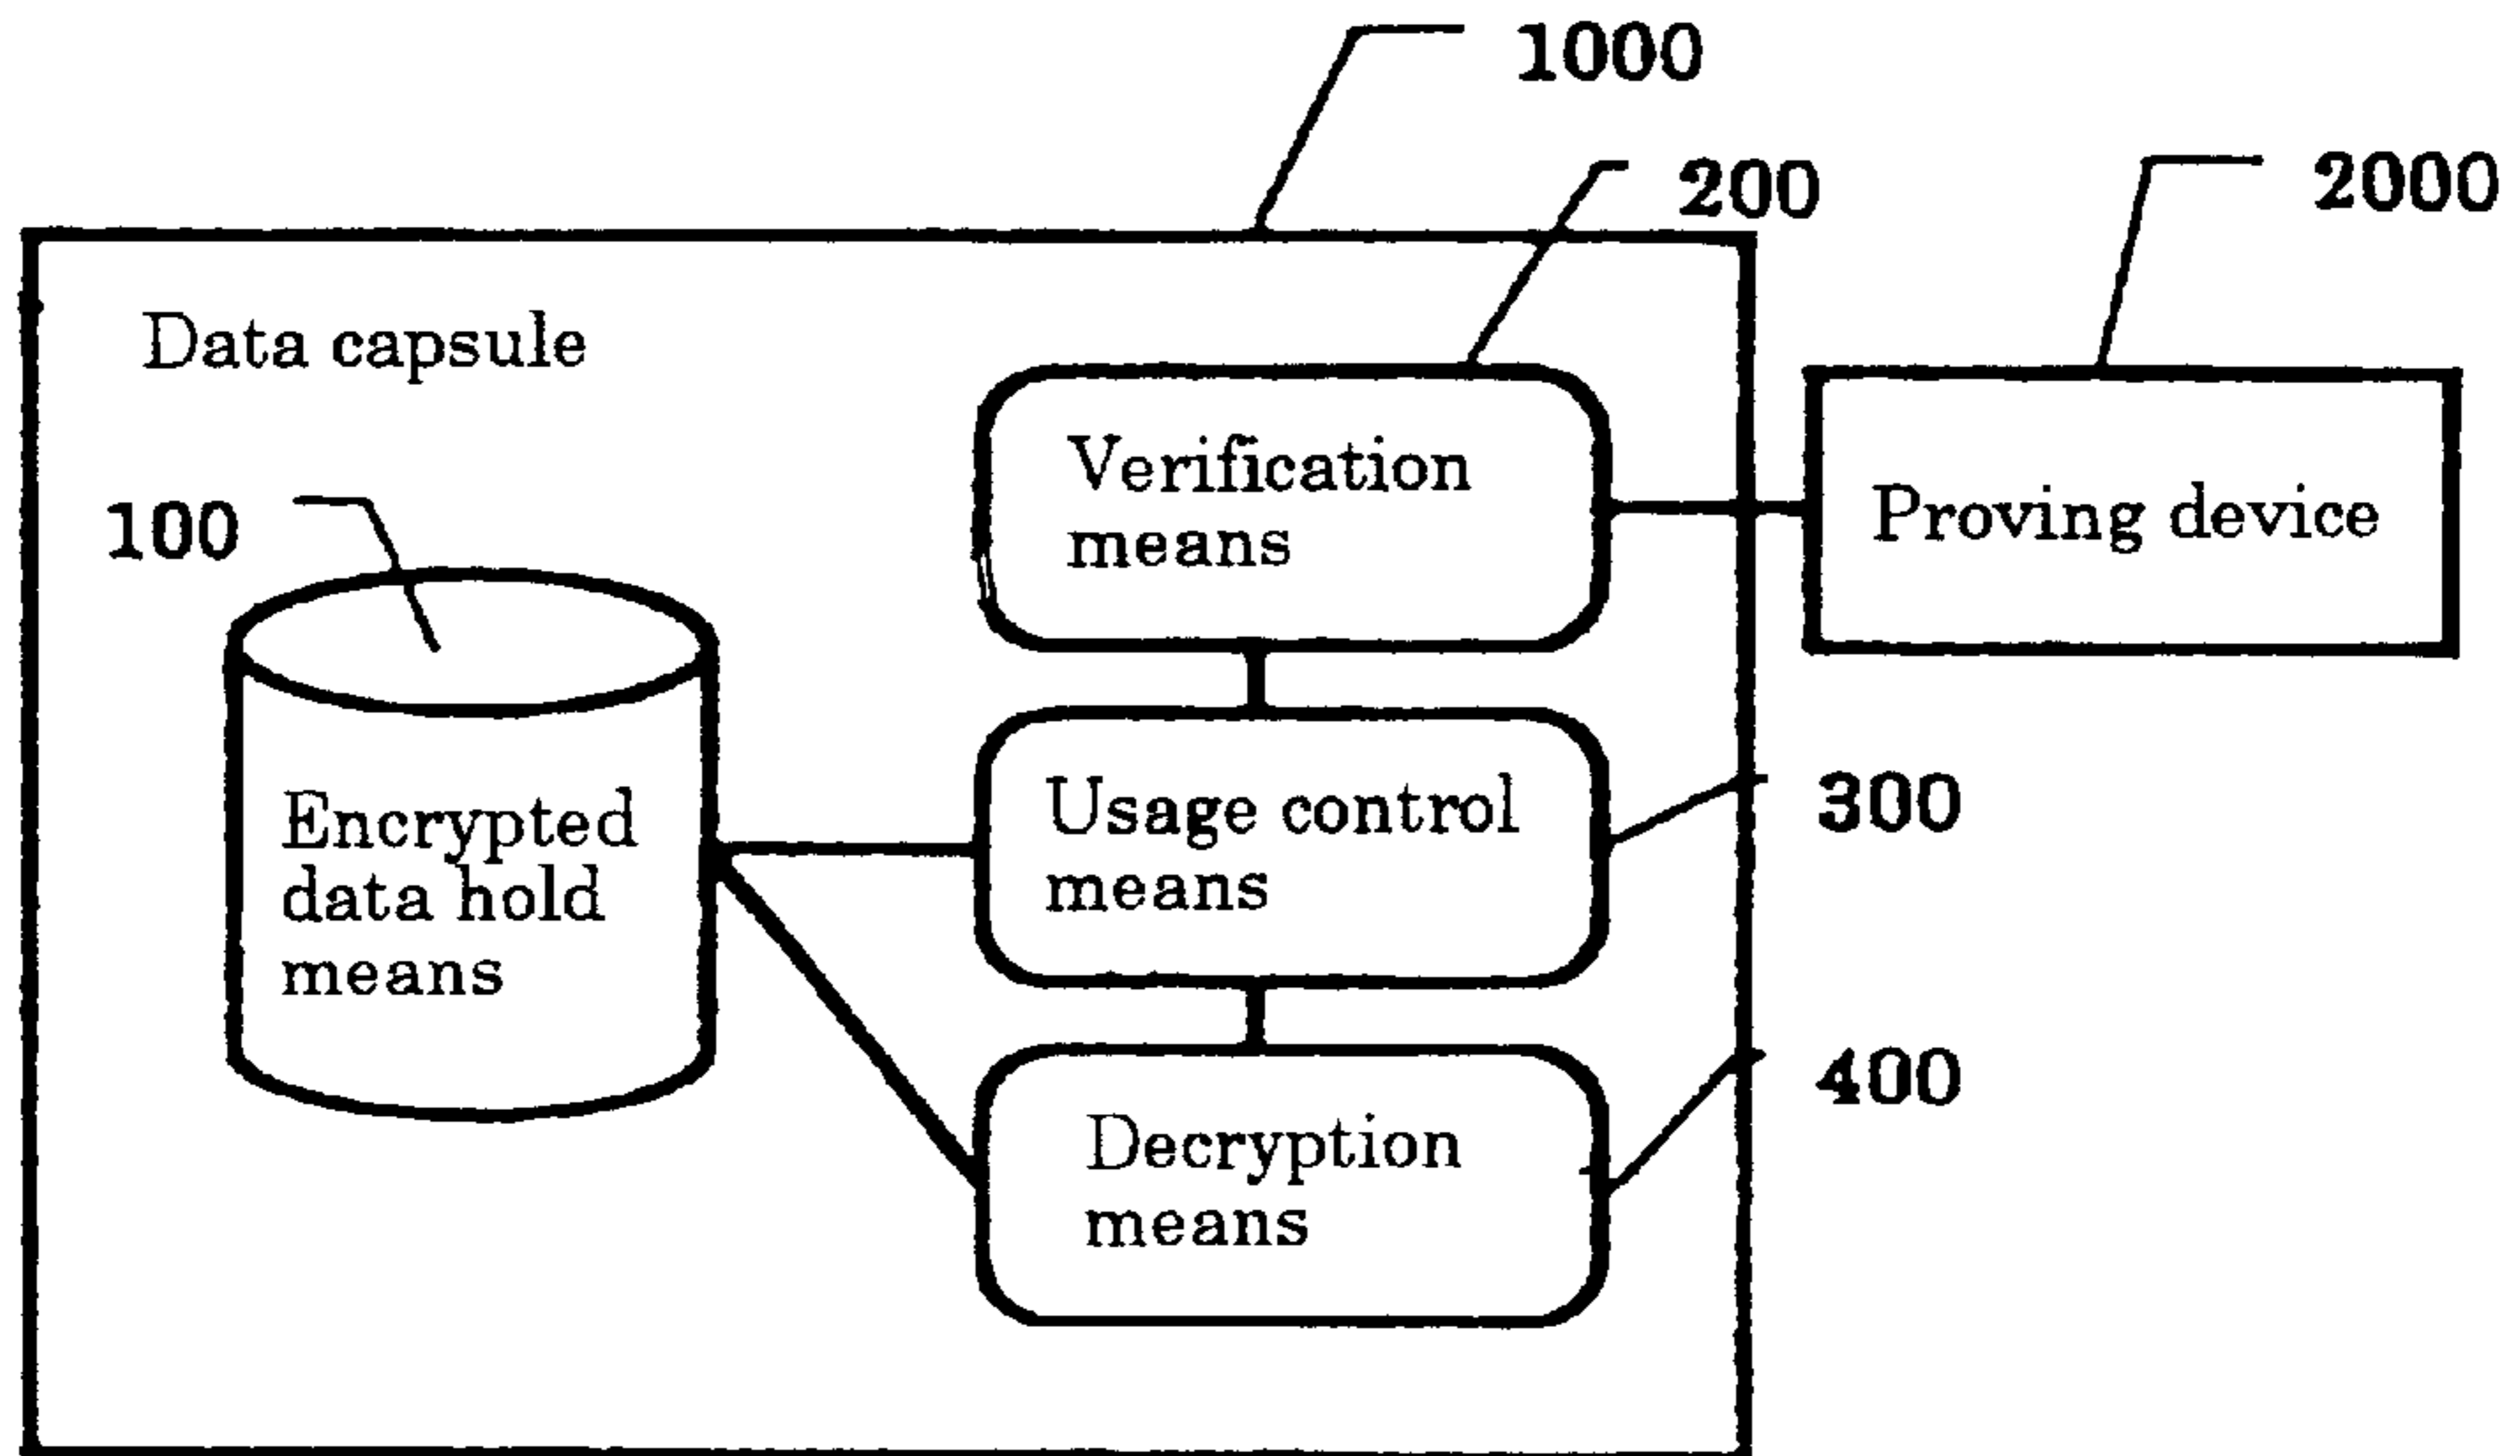 1000
200
2000
Data capsule
Verification
means
Proving device
100
Encrypted
data hold
means
Usage control
means
300
400
Decryption
means